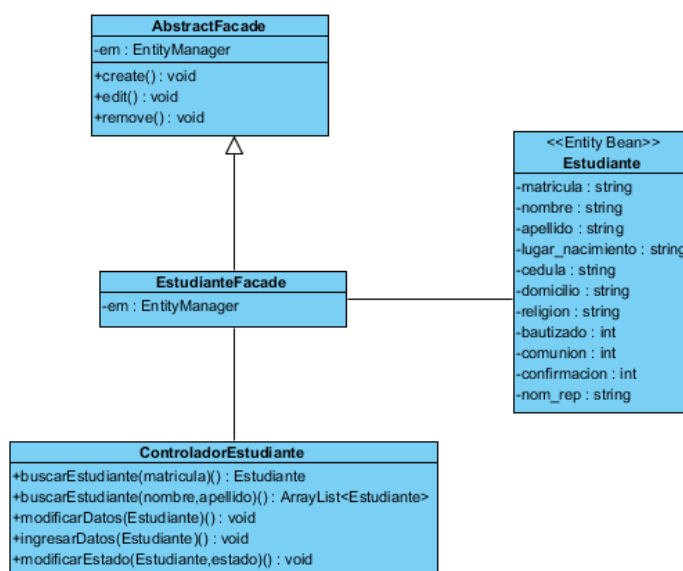 AbstractFacade
-em : EntityManager
+create() : void
+edit() : void
+remove() : void
<<Entity Bean>>
Estudiante
-matricula : string
-nombre : string
-apellido : string
-lugar_nacimiento : string
-cedula : string
-domicilio : string
-religion : string
-bautizado : int
-comunion : int
-confirmacion : int
-nom_rep : string
EstudianteFacade
-em : EntityManager
ControladorEstudiante
+buscarEstudiante(matricula)() : Estudiante
+buscarEstudiante(nombre,apellido)() : ArrayList<Estudiante>
+modificarDatos(Estudiante)() : void
+ingresarDatos(Estudiante)() : void
+modificarEstado(Estudiante,estado)() : void